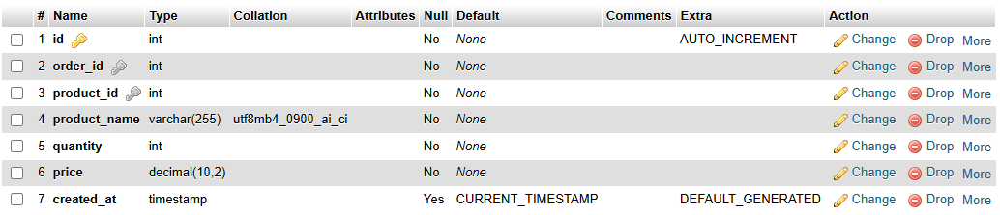 # Name Type Collation Attributes Null Default Comments Extra Action
1 id int No None AUTO_INCREMENT Change Drop More
2 order_id int No None Change Drop More
3 product_id int No None Change Drop More
4 product_name varchar(255) utf8mb4_0900_ai_ci No None Change Drop More
5 quantity int No None Change Drop More
6 price decimal(10,2) No None Change Drop More
7 created_at timestamp Yes CURRENT_TIMESTAMP DEFAULT_GENERATED Change Drop More